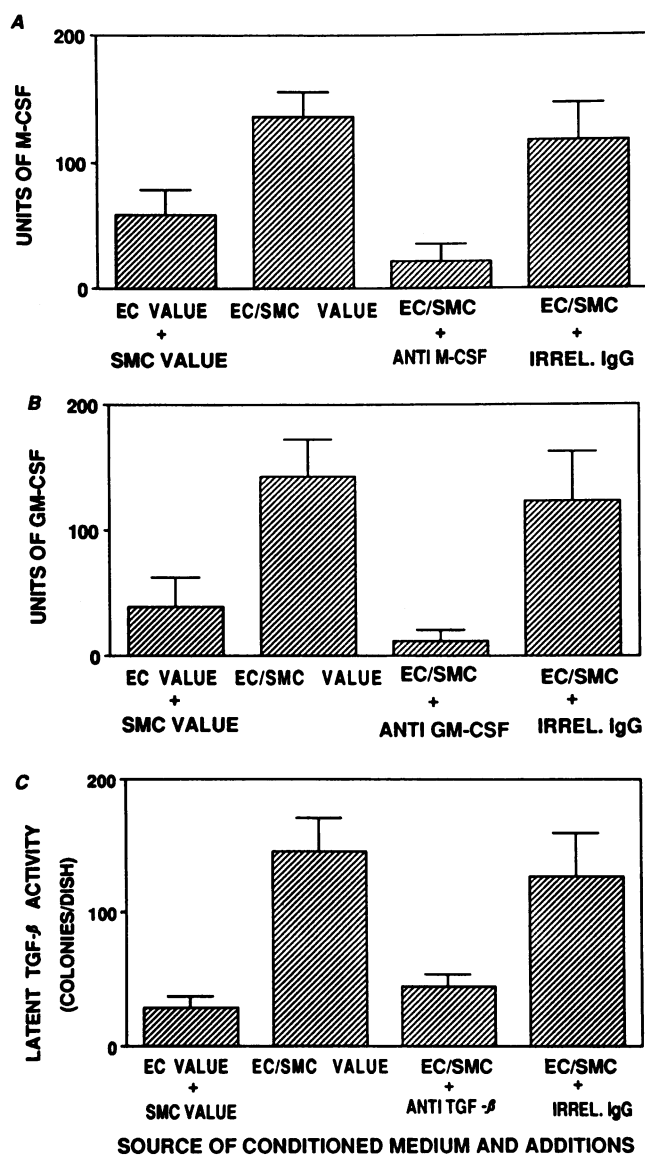 A
200
100
0
UNITS OF M-CSF
EC VALUE
+
SMC VALUE
EC/SMC VALUE
EC/SMC
+
ANTI M-CSF
EC/SMC
+
IRREL. IgG
B
200
100
0
UNITS OF GM-CSF
EC VALUE
+
SMC VALUE
EC/SMC VALUE
EC/SMC
+
ANTI GM-CSF
EC/SMC
+
IRREL. IgG
C
200
100
0
LATENT TGF-β ACTIVITY
(COLONIES/DISH)
EC VALUE
+
SMC VALUE
EC/SMC VALUE
EC/SMC
+
ANTI TGF -β
EC/SMC
+
IRREL. IgG
SOURCE OF CONDITIONED MEDIUM AND ADDITIONS